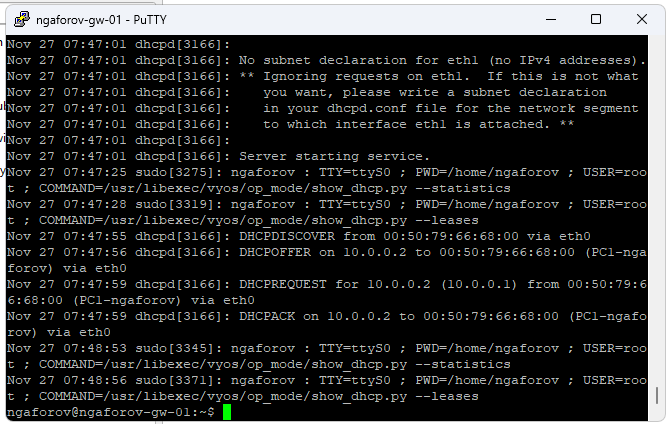 ngaforov-gw-01 - PuTTY
Nov 27 07:47:01 dhcpd[3166]:
Nov 27 07:47:01 dhcpd[3166]: No subnet declaration for eth1 (no IPv4 addresses).
Nov 27 07:47:01 dhcpd[3166]: ** Ignoring requests on eth1.  If this is not what
Nov 27 07:47:01 dhcpd[3166]:    you want, please write a subnet declaration
Nov 27 07:47:01 dhcpd[3166]:    in your dhcpd.conf file for the network segment
Nov 27 07:47:01 dhcpd[3166]:    to which interface eth1 is attached. **
Nov 27 07:47:01 dhcpd[3166]:
Nov 27 07:47:01 dhcpd[3166]: Server starting service.
Nov 27 07:47:25 sudo[3275]: ngaforov : TTY=ttyS0 ; PWD=/home/ngaforov ; USER=roo
t ; COMMAND=/usr/libexec/vyos/op_mode/show_dhcp.py --statistics
Nov 27 07:47:28 sudo[3319]: ngaforov : TTY=ttyS0 ; PWD=/home/ngaforov ; USER=roo
t ; COMMAND=/usr/libexec/vyos/op_mode/show_dhcp.py --leases
Nov 27 07:47:55 dhcpd[3166]: DHCPDISCOVER from 00:50:79:66:68:00 via eth0
Nov 27 07:47:56 dhcpd[3166]: DHCPOFFER on 10.0.0.2 to 00:50:79:66:68:00 (PC1-nga
forov) via eth0
Nov 27 07:47:59 dhcpd[3166]: DHCPREQUEST for 10.0.0.2 (10.0.0.1) from 00:50:79:6
6:68:00 (PC1-ngaforov) via eth0
Nov 27 07:47:59 dhcpd[3166]: DHCPACK on 10.0.0.2 to 00:50:79:66:68:00 (PC1-ngafo
rov) via eth0
Nov 27 07:48:53 sudo[3345]: ngaforov : TTY=ttyS0 ; PWD=/home/ngaforov ; USER=roo
t ; COMMAND=/usr/libexec/vyos/op_mode/show_dhcp.py --statistics
Nov 27 07:48:56 sudo[3371]: ngaforov : TTY=ttyS0 ; PWD=/home/ngaforov ; USER=roo
t ; COMMAND=/usr/libexec/vyos/op_mode/show_dhcp.py --leases
ngaforov@ngaforov-gw-01:~$